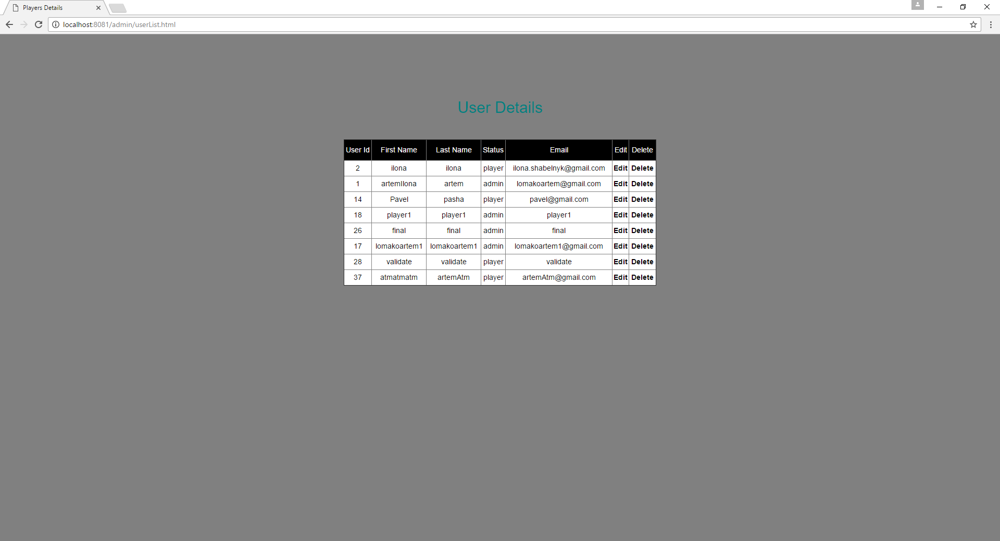 Players Details
localhost:8081/admin/userList.html
User Details
User Id First Name Last Name Status Email Edit Delete
2 ilona ilona player ilona.shabelnyk@gmail.com Edit Delete
1 artemIlona artem admin lomakoartem@gmail.com Edit Delete
14 Pavel pasha player pavel@gmail.com Edit Delete
18 player1 player1 admin player1 Edit Delete
26 final final admin final Edit Delete
17 lomakoartem1 lomakoartem1 admin lomakoartem1@gmail.com Edit Delete
28 validate validate player validate Edit Delete
37 atmatmatm artemAtm player artemAtm@gmail.com Edit Delete